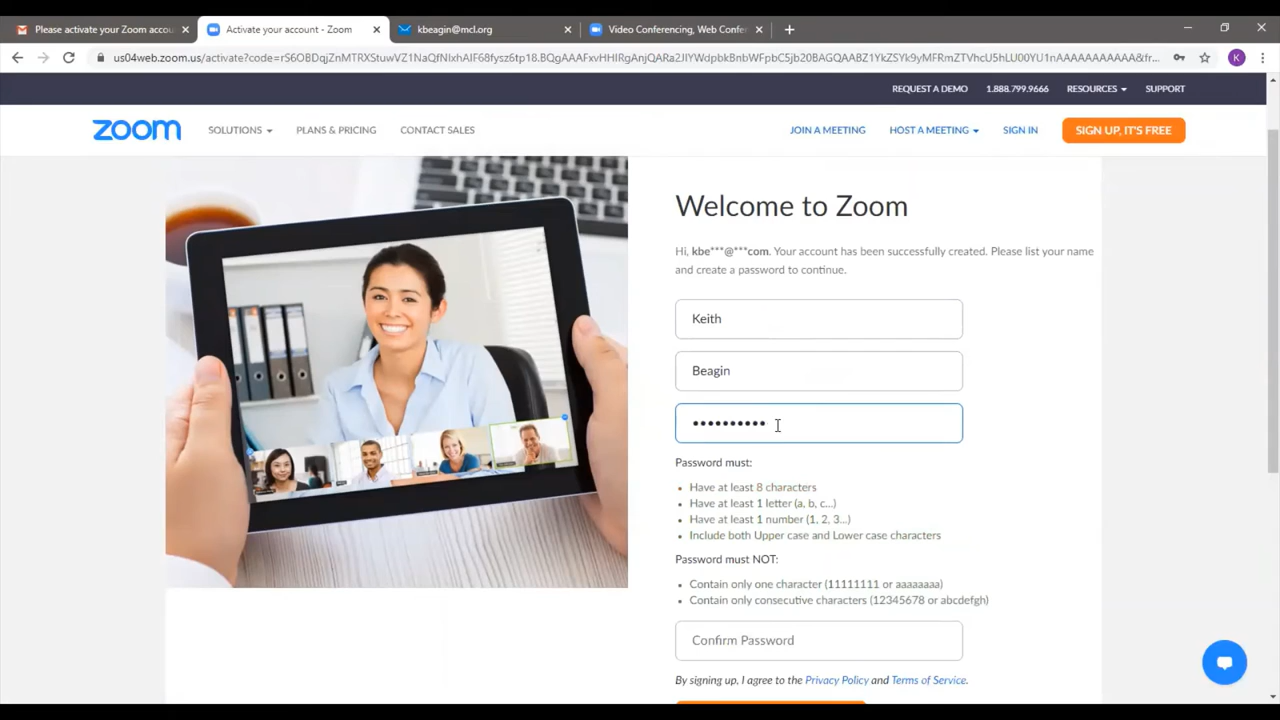 Please activate your Zoom accou
Activate your account - Zoom
kbeagin@mcl.org
Video Conferencing, Web Confe
REQUEST A DEMO 1.888.799.9666 RESOURCES SUPPORT
zoom SOLUTIONS PLANS & PRICING CONTACT SALES JOIN A MEETING HOST A MEETING SIGN IN SIGN UP, IT'S FREE
Welcome to Zoom
Hi, kbe***@***com. Your account has been successfully created. Please list your name
and create a password to continue.
Keith
Beagin
••••••••••
Password must:
• Have at least 8 characters
• Have at least 1 letter (a, b, c...)
• Have at least 1 number (1, 2, 3...)
• Include both Upper case and Lower case characters
Password must NOT:
• Contain only one character (11111111 or aaaaaaaa)
• Contain only consecutive characters (12345678 or abcdefgh)
Confirm Password
By signing up, I agree to the Privacy Policy and Terms of Service.
K